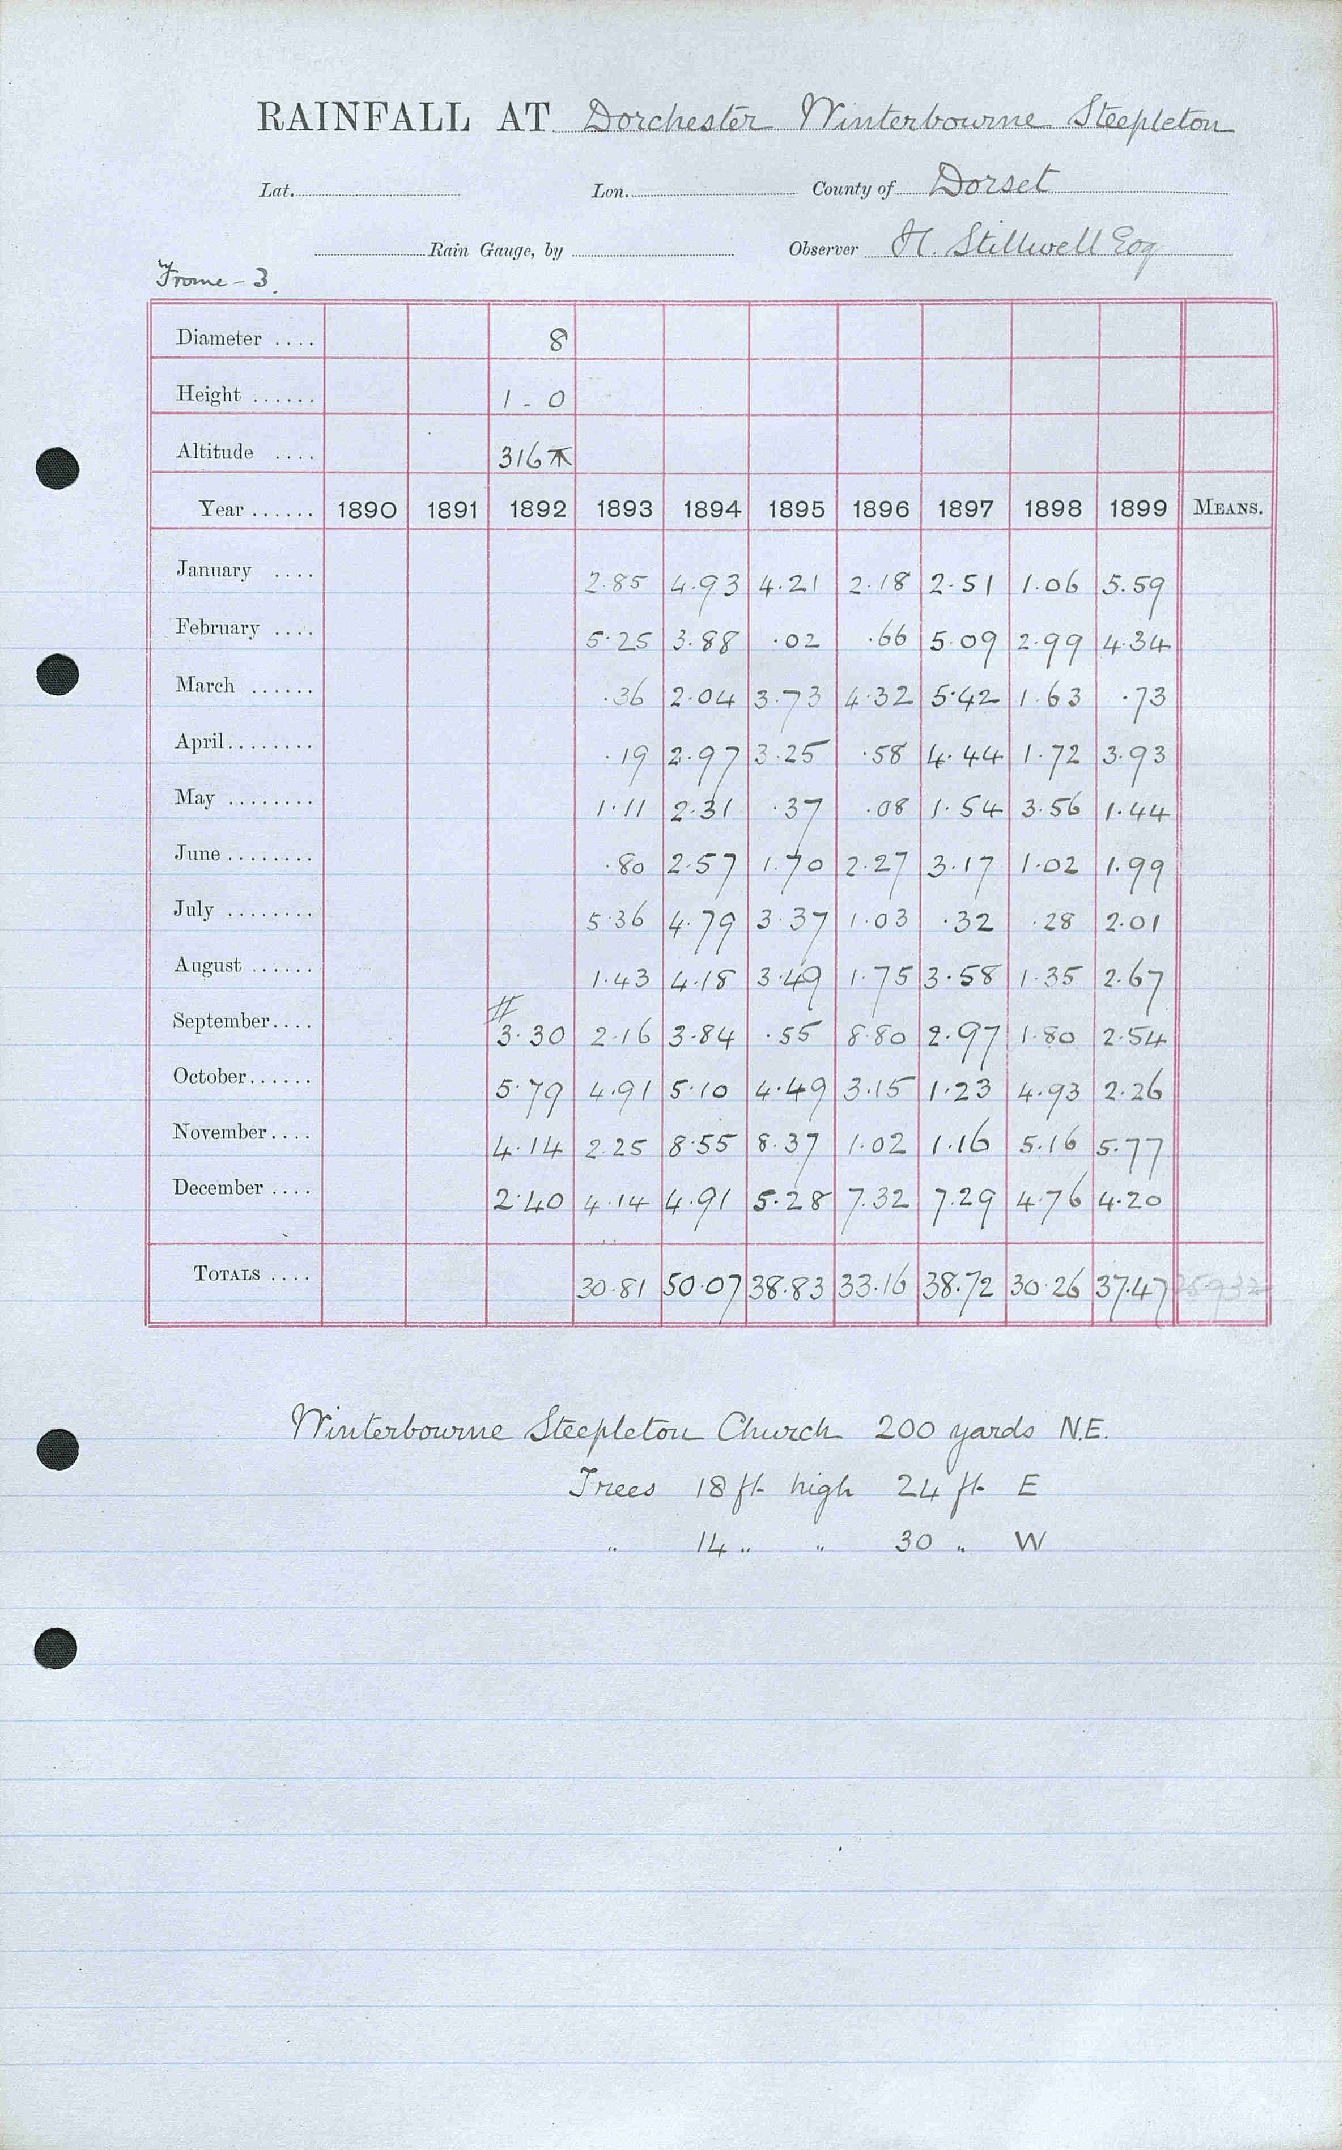 RAINFALL AT Dorchester Winterbourne Steepleton
Lat. Lon. County of Dorset
Rain Gauge, by Observer H. Stillwell Esq
Frome - 3.
Diameter .... 8
Height ...... 1 - 0
Altitude .... 316
Year ...... 1890 1891 1892 1893 1894 1895 1896 1897 1898 1899 MEANS.
January .... 2.85 4.93 4.21 2.18 2.51 1.06 5.59
February .... 5.25 3.88 .02 .66 5.09 2.99 4.34
March ...... .36 2.04 3.73 4.32 5.42 1.63 .73
April........ .19 2.97 3.25 .58 4.44 1.72 3.93
May ........ 1.11 2.31 .37 .08 1.54 3.56 1.44
June ........ .80 2.57 1.70 2.27 3.17 1.02 1.99
July ........ 5.36 4.79 3.37 1.03 .32 .28 2.01
August ...... 1.43 4.18 3.49 1.75 3.58 1.35 2.67
September.... # 3.30 2.16 3.84 .55 8.80 2.97 1.80 2.54
October...... 5.79 4.91 5.10 4.49 3.15 1.23 4.93 2.26
November.... 4.14 2.25 8.55 8.37 1.02 1.16 5.16 5.77
December .... 2.40 4.14 4.91 5.28 7.32 7.29 4.76 4.20
TOTALS .... 30.81 50.07 38.83 33.16 38.72 30.26 37.47
Winterbourne Steepleton Church 200 yards N.E.
Trees 18 ft high 24 ft E
" 14 " " 30 " W